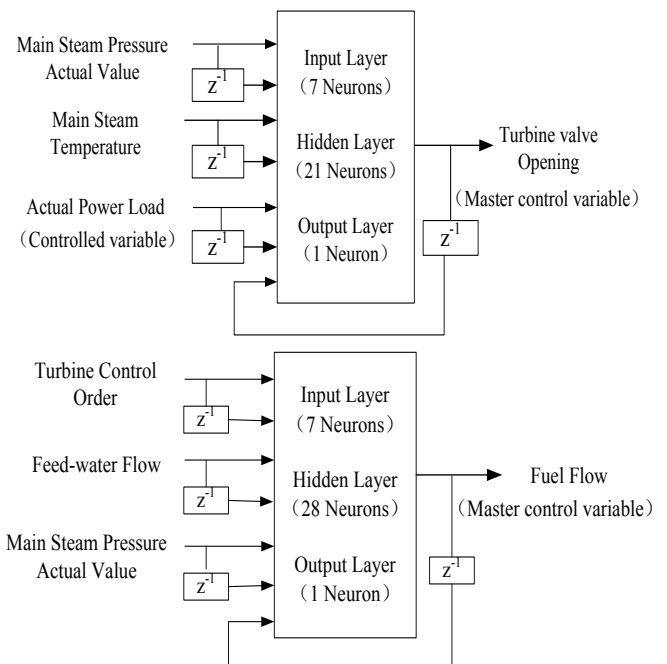 Main Steam Pressure
Actual Value
z-1
Main Steam
Temperature
z-1
Actual Power Load
（Controlled variable）
z-1
Input Layer
（7 Neurons）
Hidden Layer
（21 Neurons）
Output Layer
（1 Neuron）
Turbine valve
Opening
（Master control variable）
z-1
Turbine Control
Order
z-1
Feed-water Flow
z-1
Main Steam Pressure
Actual Value
z-1
Input Layer
（7 Neurons）
Hidden Layer
（28 Neurons）
Output Layer
（1 Neuron）
Fuel Flow
（Master control variable）
z-1